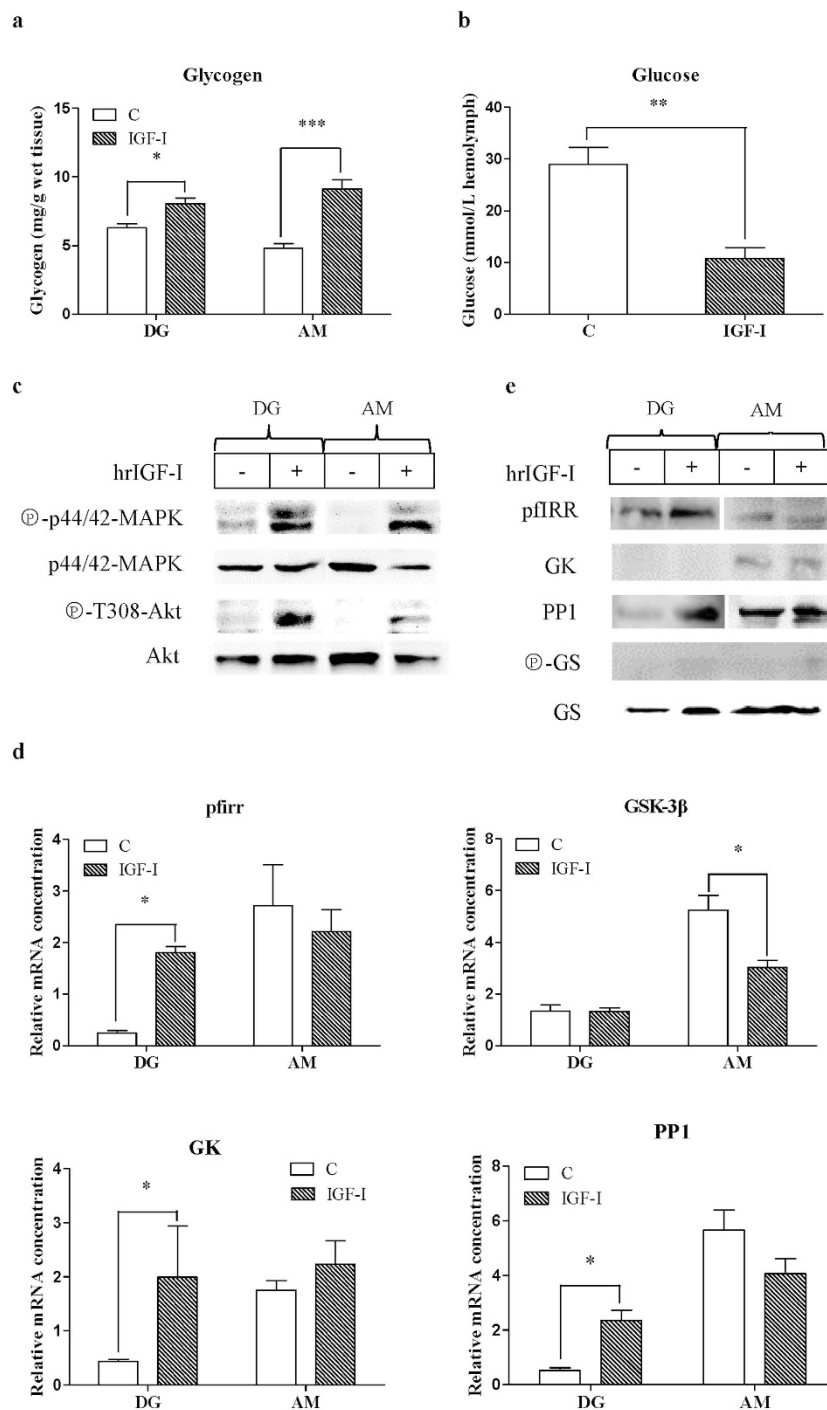 a
Glycogen
C
IGF-I
*
***
15
10
5
0
Glycogen (mg/g wet tissue)
DG AM
b
Glucose
**
40
30
20
10
0
Glucose (mmol/L hemolymph)
C IGF-I
c
DG AM
hrIGF-I - + - +
Ⓟ-p44/42-MAPK
p44/42-MAPK
Ⓟ-T308-Akt
Akt
e
DG AM
hrIGF-I - + - +
pfIRR
GK
PP1
Ⓟ-GS
GS
d
pfirr
C
IGF-I
*
4
3
2
1
0
Relative mRNA concentration
DG AM
GSK-3β
C
IGF-I
*
8
6
4
2
0
Relative mRNA concentration
DG AM
GK
C
IGF-I
*
4
3
2
1
0
Relative mRNA concentration
DG AM
PP1
C
IGF-I
*
8
6
4
2
0
Relative mRNA concentration
DG AM